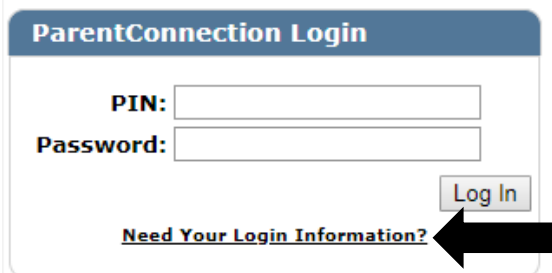 ParentConnection Login
PIN:
Password:
Log In
Need Your Login Information?